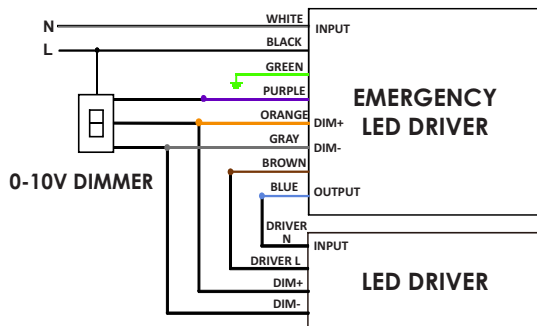 WHITE
N
INPUT
BLACK
L
GREEN
PURPLE
EMERGENCY
LED DRIVER
ORANGE
DIM+
GRAY
DIM-
BROWN
0-10V DIMMER
BLUE
OUTPUT
DRIVER
N
INPUT
DRIVER L
LED DRIVER
DIM+
DIM-